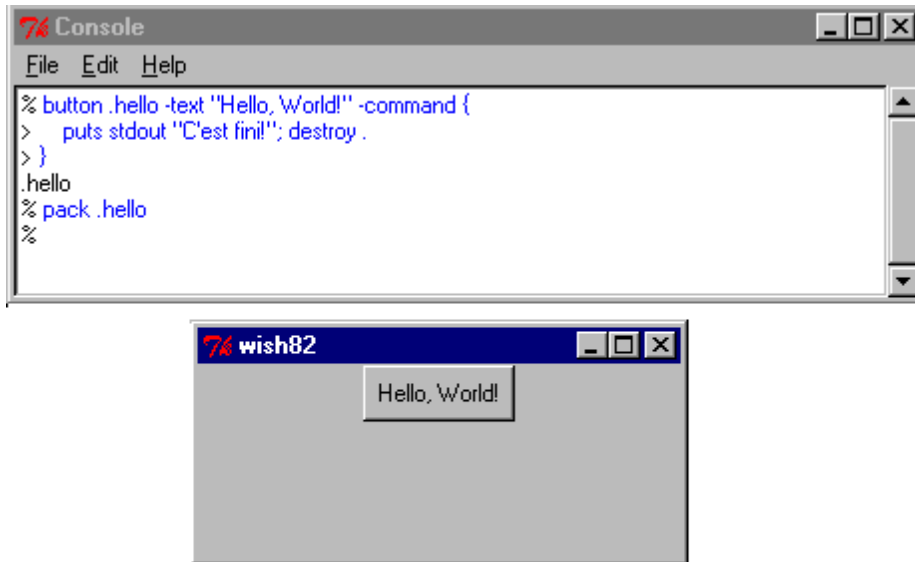 Console
File Edit Help
% button .hello -text "Hello, World!" -command {
> puts stdout "C'est fini!"; destroy .
> }
.hello
% pack .hello
%
wish82
Hello, World!